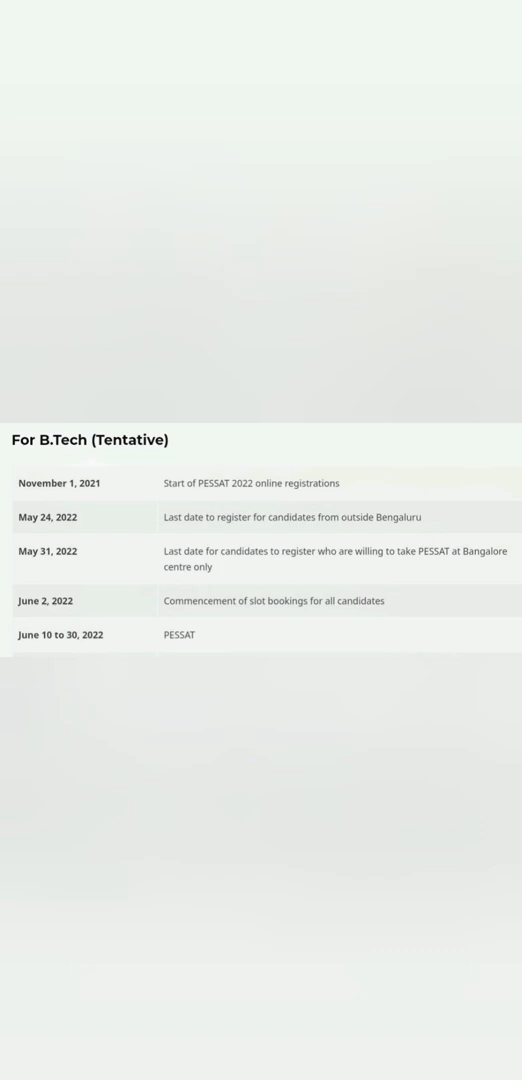 For B.Tech (Tentative)
November 1, 2021 Start of PESSAT 2022 online registrations
May 24, 2022 Last date to register for candidates from outside Bengaluru
May 31, 2022 Last date for candidates to register who are willing to take PESSAT at Bangalore
centre only
June 2, 2022 Commencement of slot bookings for all candidates
June 10 to 30, 2022 PESSAT